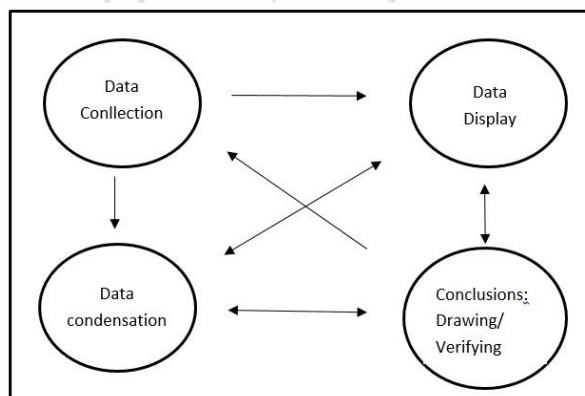 Data
Conllection
Data
Display
Data
condensation
Conclusions:
Drawing/
Verifying